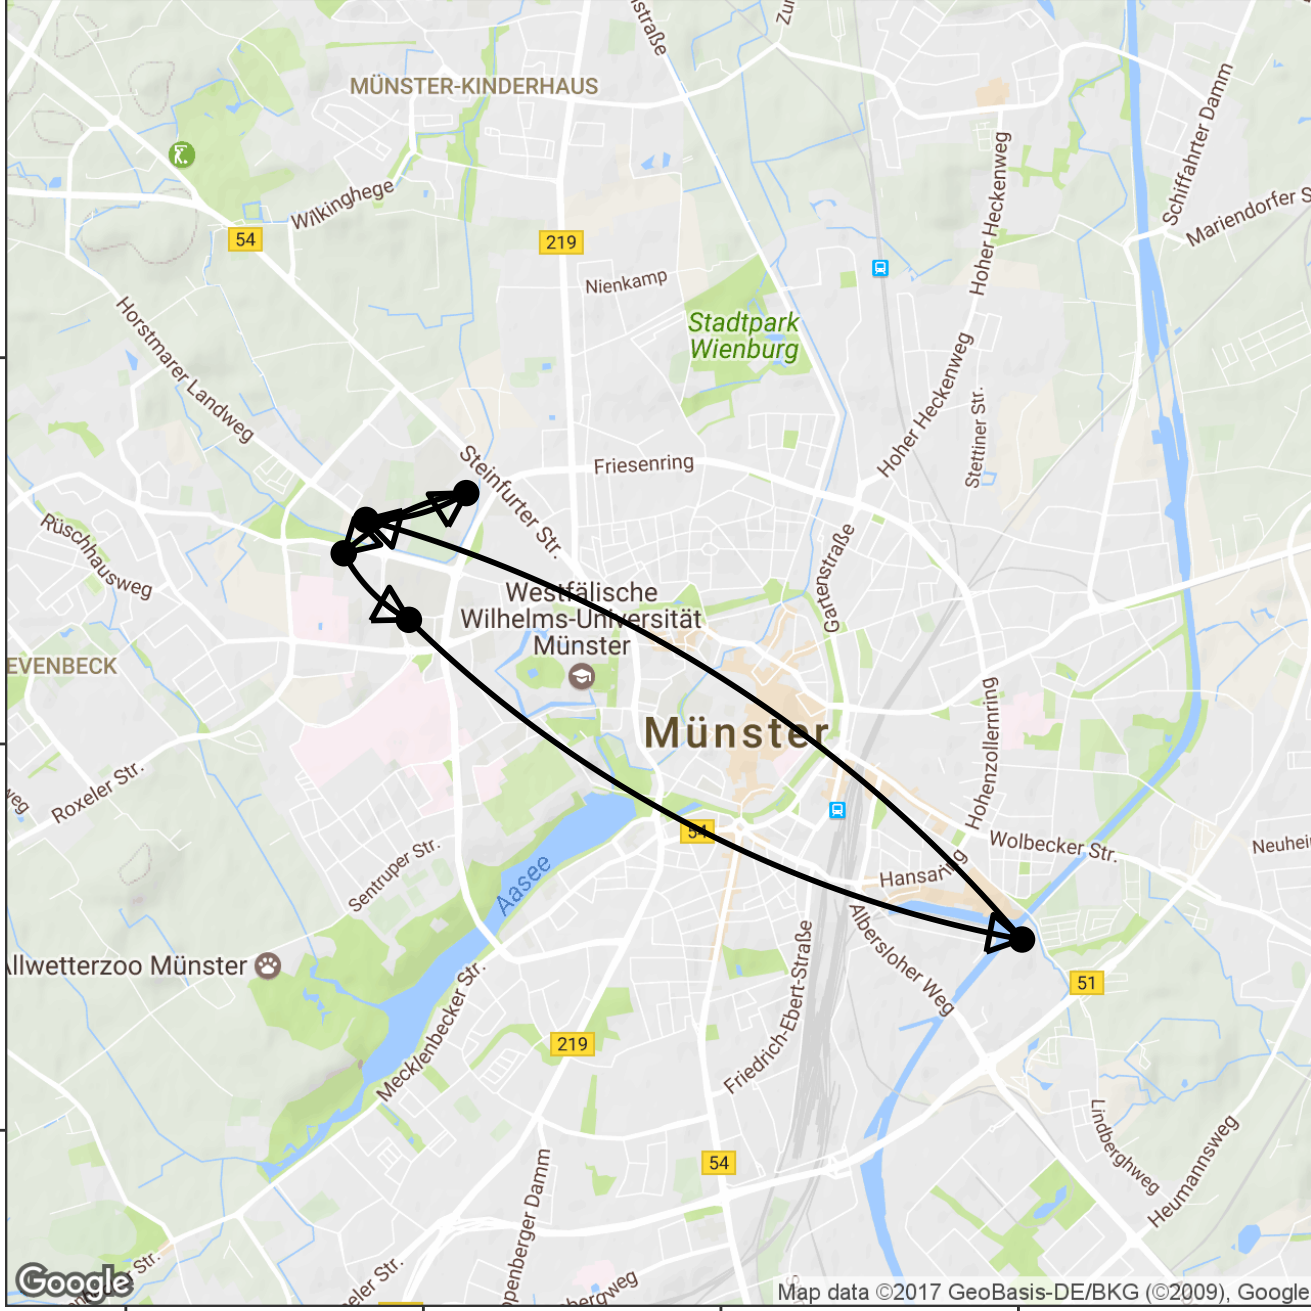 MÜNSTER-KINDERHAUS
Schiffahrter Damm
Hoher Heckenweg
Wilkinghege
Mariendorfer S
54
219
Nienkamp
Horstmarer Landweg
Stadtpark
Wienburg
Hoher Heckenweg
Stettiner Str.
Steinfurter Str.
Friesenring
Rüschhausweg
Gartenstraße
Westfälische
Wilhelms-Universität
Münster
EVENBECK
Hohenzollernring
Münster
Roxeler Str.
weg
54
Wolbecker Str.
Neuhei
Sentruper Str.
Hansaring
Aasee
Albersloher Weg
Friedrich-Ebert-Straße
Allwetterzoo Münster
51
Mecklenbecker Str.
219
Lindberghweg
54
Heumannsweg
eler Str.
ppenberger Damm
bergweg
Str.
Google
Map data ©2017 GeoBasis-DE/BKG (©2009), Google